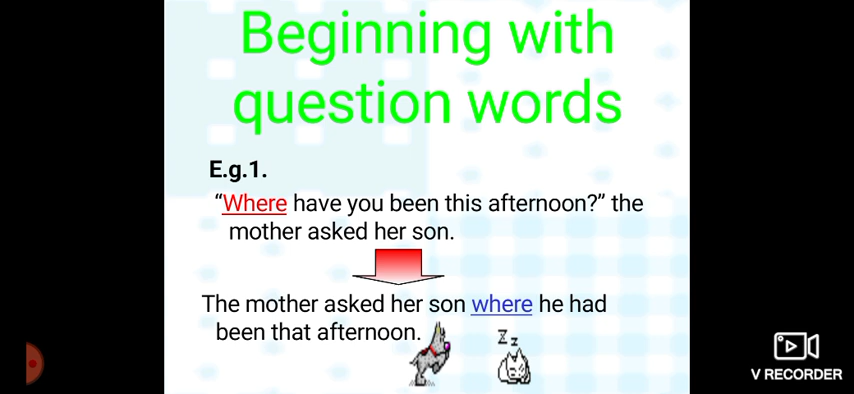 Beginning with
question words
E.g.1.
“Where have you been this afternoon?” the
mother asked her son.
The mother asked her son where he had
been that afternoon.
Z z
V RECORDER